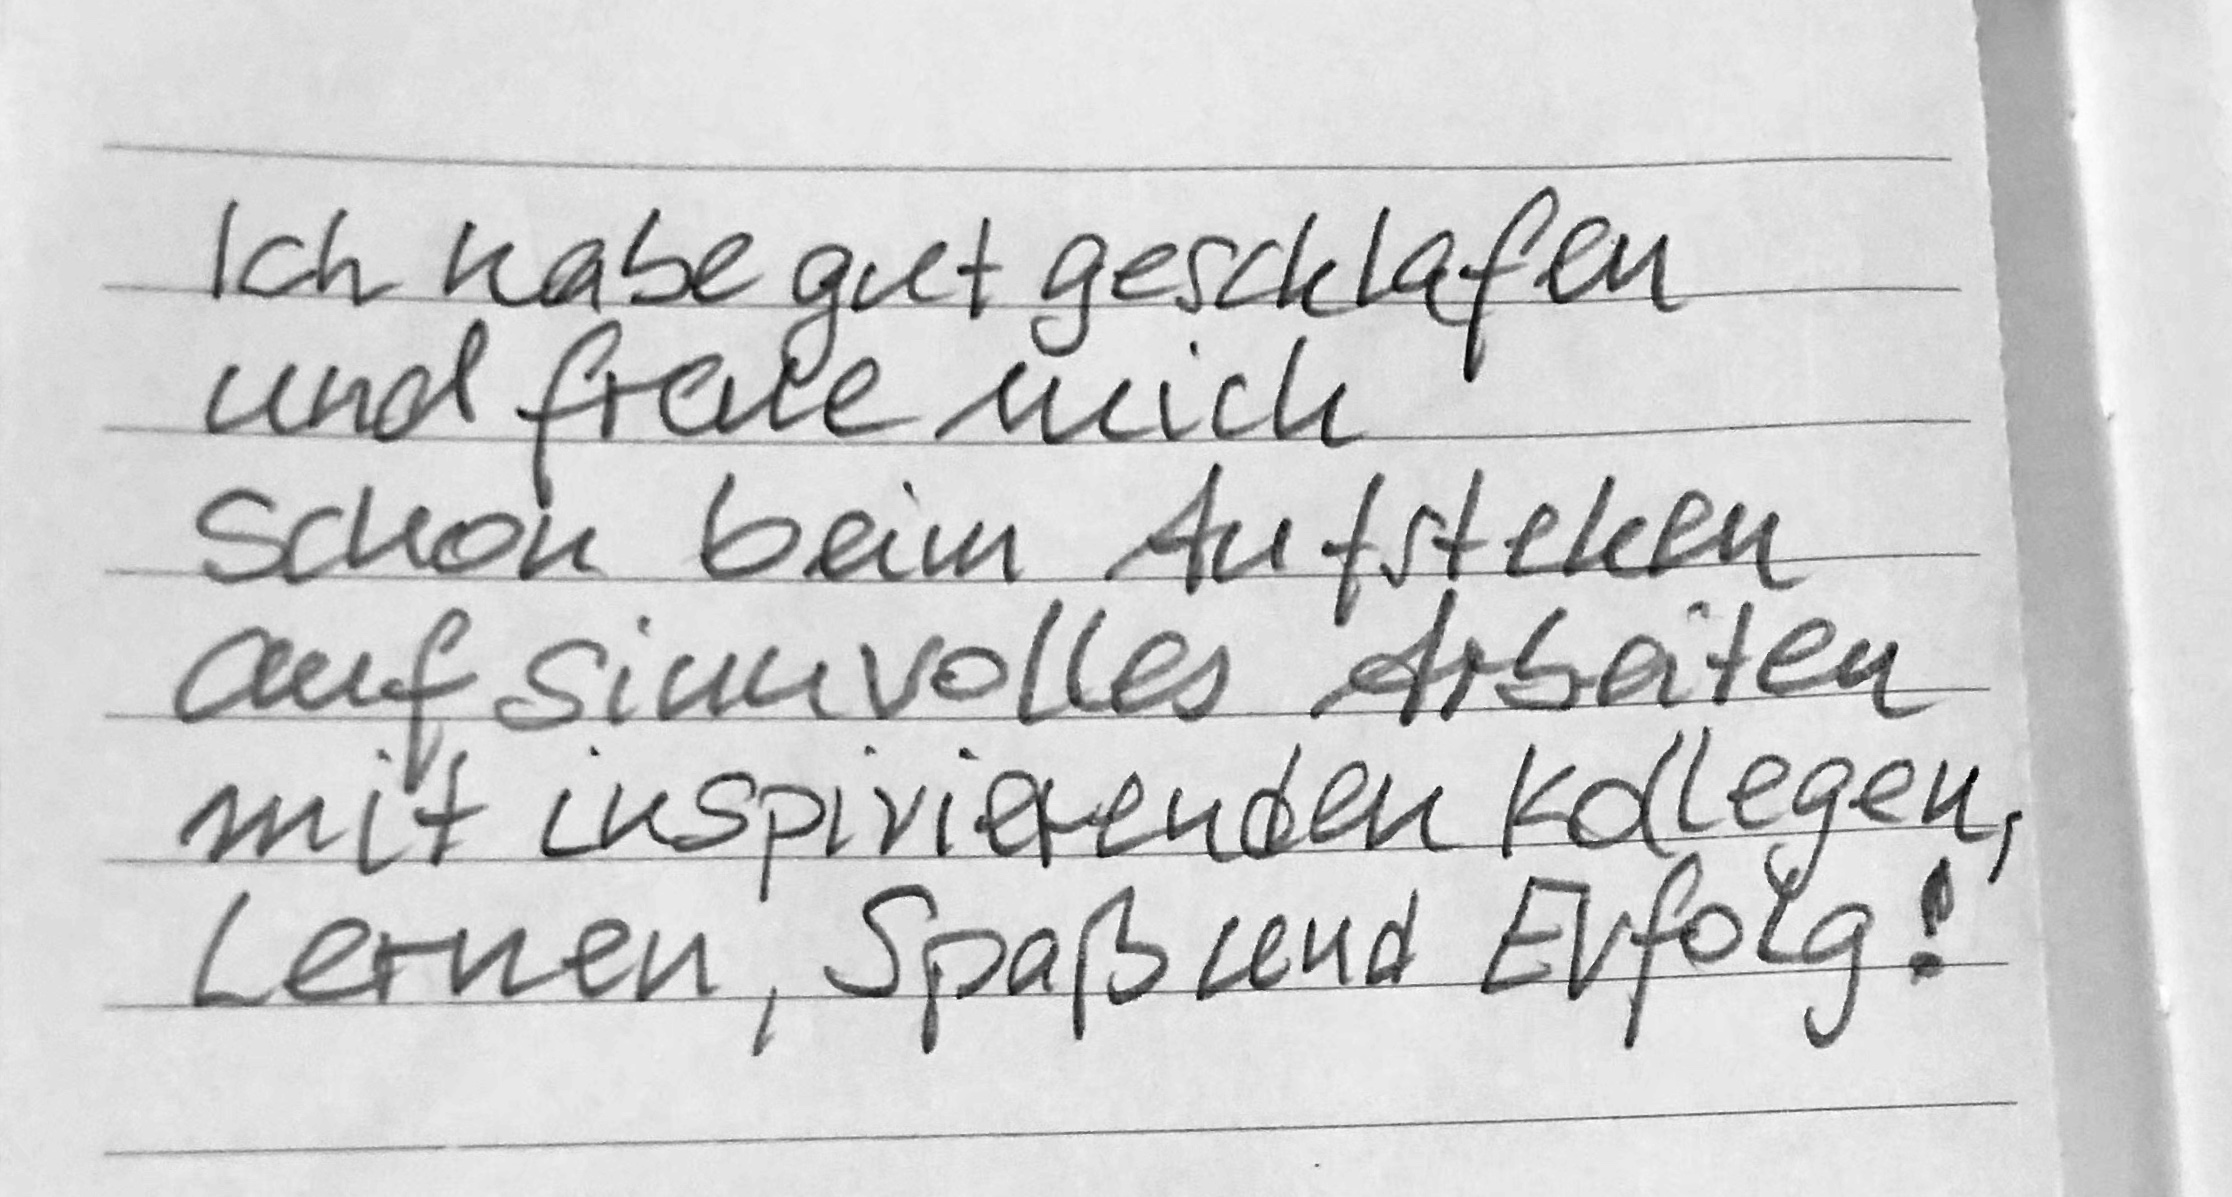 Ich habe gut geschlafen
und freue mich
schon beim Aufstehen
auf sinnvolles Arbeiten
mit inspirierenden Kollegen,
Lernen, Spaß und Erfolg!